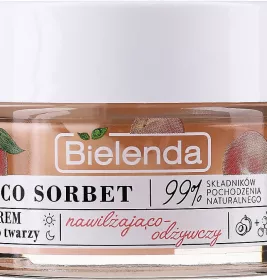 Bielenda
CO SORBET
99% SKŁADNIKÓW
POCHODZENIA
NATURALNEGO
REM
o twarzy
nawilżająco-
odżywczy